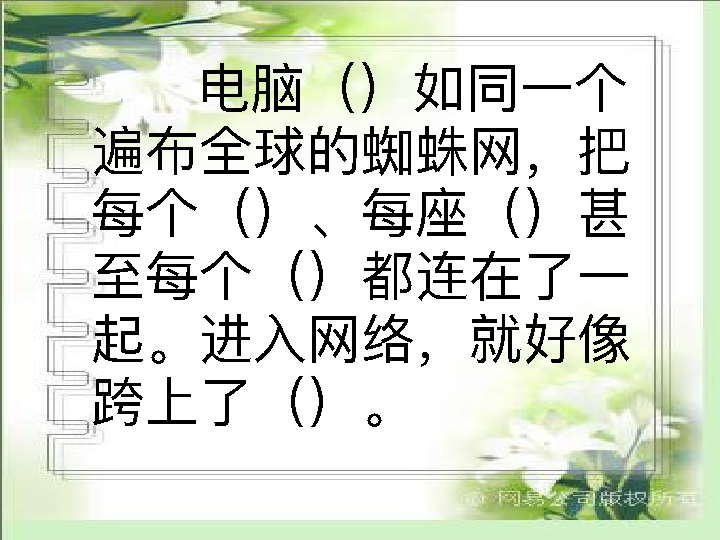 电脑（）如同一个
遍布全球的蜘蛛网，把
每个（）、每座（）甚
至每个（）都连在了一
起。进入网络，就好像
跨上了（）。
© 网易公司版权所有